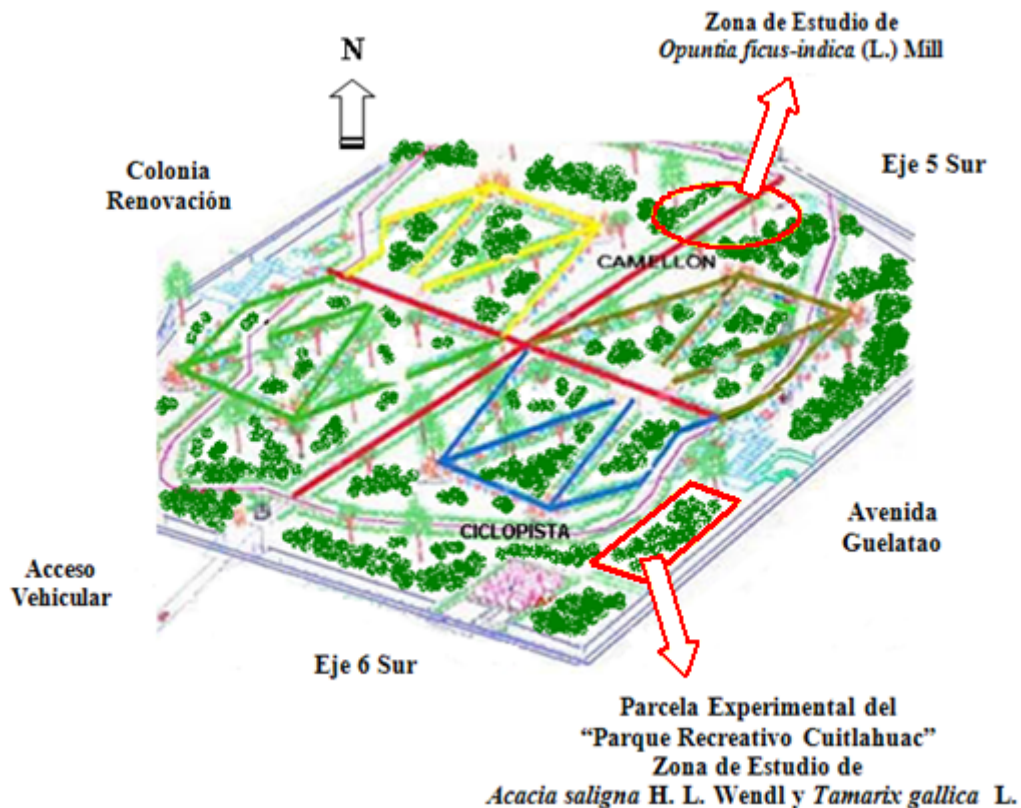 Zona de Estudio de
Opuntia ficus-indica (L.) Mill
N
Colonia
Renovación
Eje 5 Sur
CAMELLON
CICLOPISTA
Avenida
Guelatao
Acceso
Vehicular
Eje 6 Sur
Parcela Experimental del
“Parque Recreativo Cuitlahuac”
Zona de Estudio de
Acacia saligna H. L. Wendl y Tamarix gallica L.